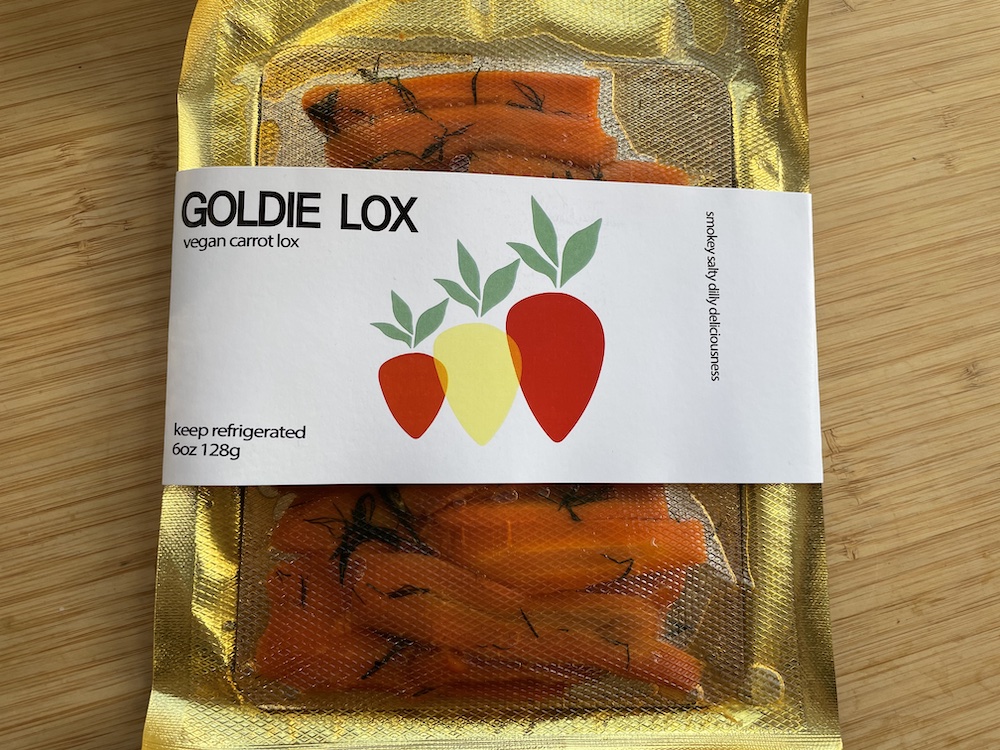 GOLDIE LOX
vegan carrot lox
smokey salty dilly deliciousness
keep refrigerated
6oz 128g